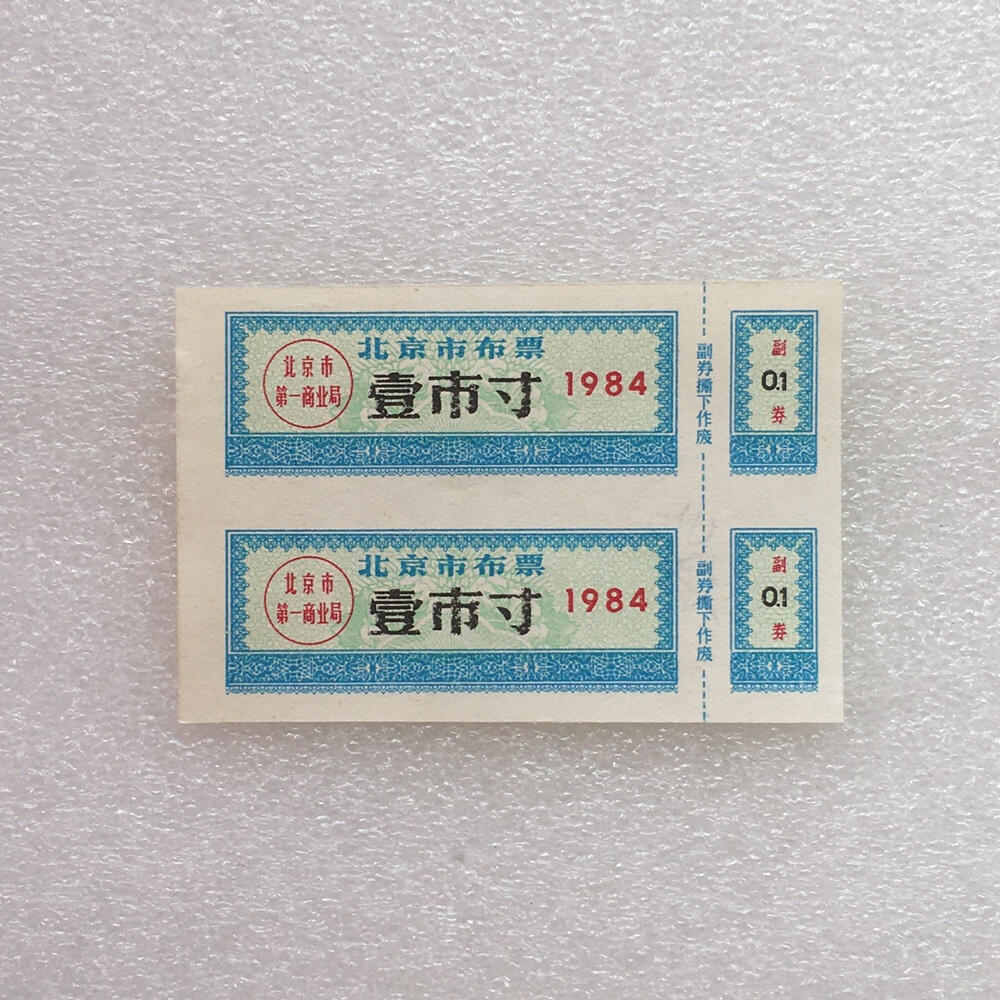 北京市布票
北京市
第一商业局
壹市寸
1984
副券撕下作废
副
0.1
券
北京市布票
北京市
第一商业局
壹市寸
1984
副券撕下作废
副
0.1
券